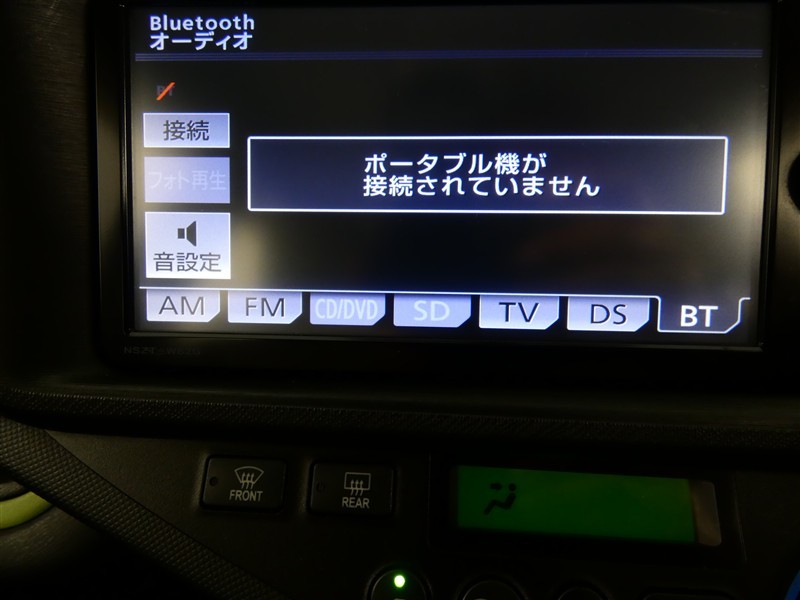 Bluetooth
オーディオ
BT
接続
フォト再生
音設定
ポータブル機が
接続されていません
AM
FM
CD/DVD
SD
TV
DS
BT
FRONT
REAR